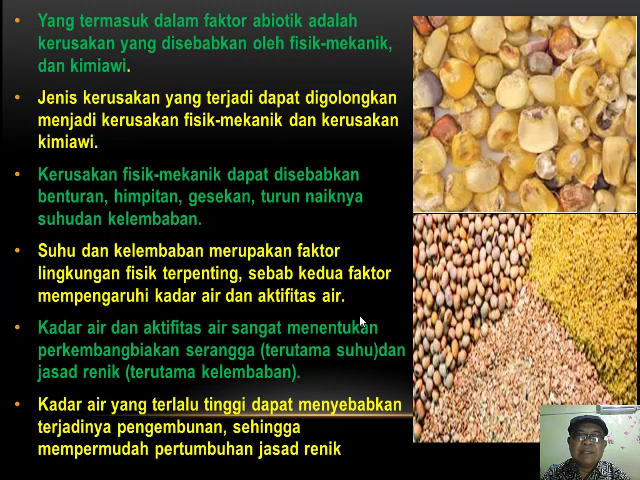 Yang termasuk dalam faktor abiotik adalah
kerusakan yang disebabkan oleh fisik-mekanik,
dan kimiawi.
Jenis kerusakan yang terjadi dapat digolongkan
menjadi kerusakan fisik-mekanik dan kerusakan
kimiawi.
Kerusakan fisik-mekanik dapat disebabkan
benturan, himpitan, gesekan, turun naiknya
suhudan kelembaban.
Suhu dan kelembaban merupakan faktor
lingkungan fisik terpenting, sebab kedua faktor
mempengaruhi kadar air dan aktifitas air.
Kadar air dan aktifitas air sangat menentukan
perkembangbiakan serangga (terutama suhu)dan
jasad renik (terutama kelembaban).
Kadar air yang terlalu tinggi dapat menyebabkan
terjadinya pengembunan, sehingga
mempermudah pertumbuhan jasad renik